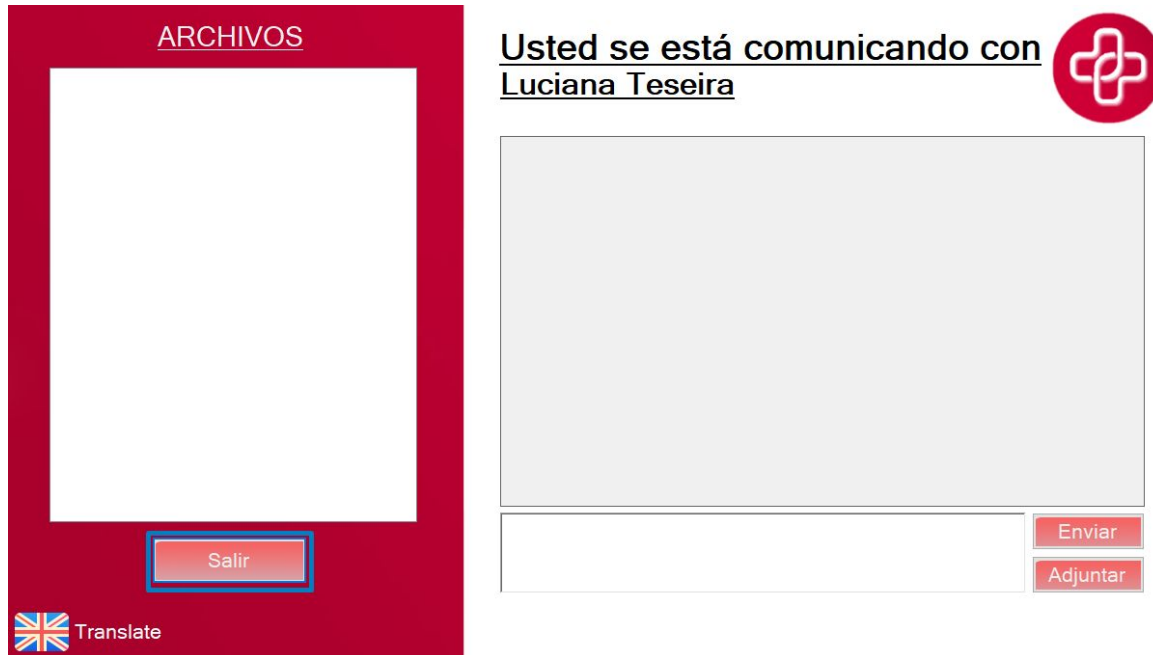 ARCHIVOS
Salir
Translate
Usted se está comunicando con
Luciana Teseira
Enviar
Adjuntar